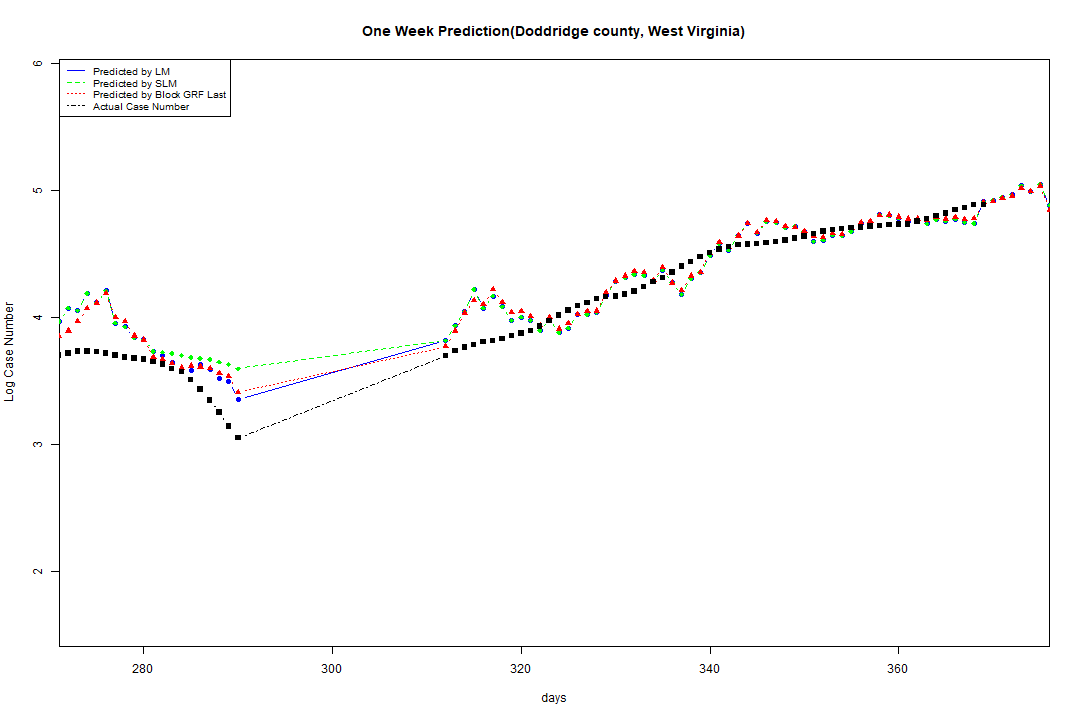 One Week Prediction(Doddridge county, West Virginia)
Predicted by LM
Predicted by SLM
Predicted by Block GRF Last
Actual Case Number
6
5
4
3
2
Log Case Number
280 300 320 340 360
days